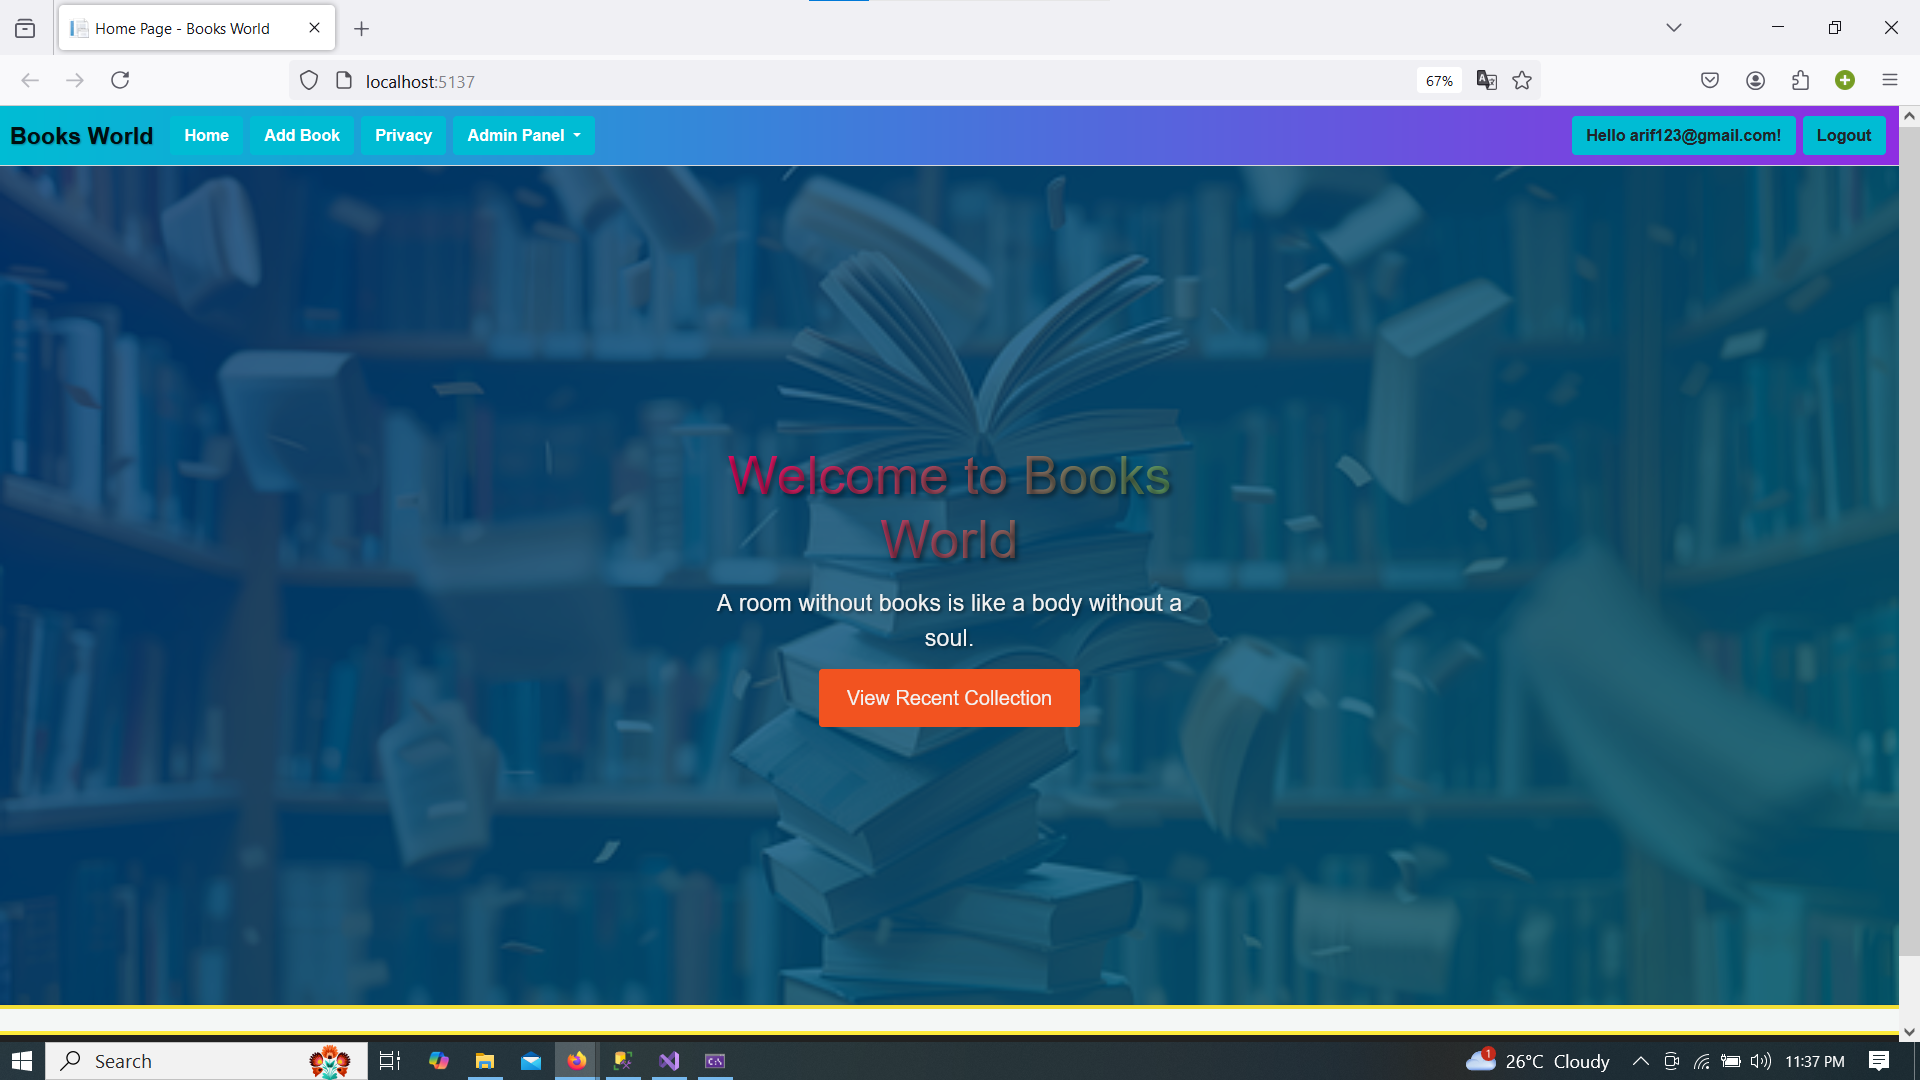 Home Page - Books World
localhost:5137
67%
Books World
Home
Add Book
Privacy
Admin Panel
Hello arif123@gmail.com!
Logout
Welcome to Books
World
A room without books is like a body without a
soul.
View Recent Collection
Search
1
26°C Cloudy
11:37 PM